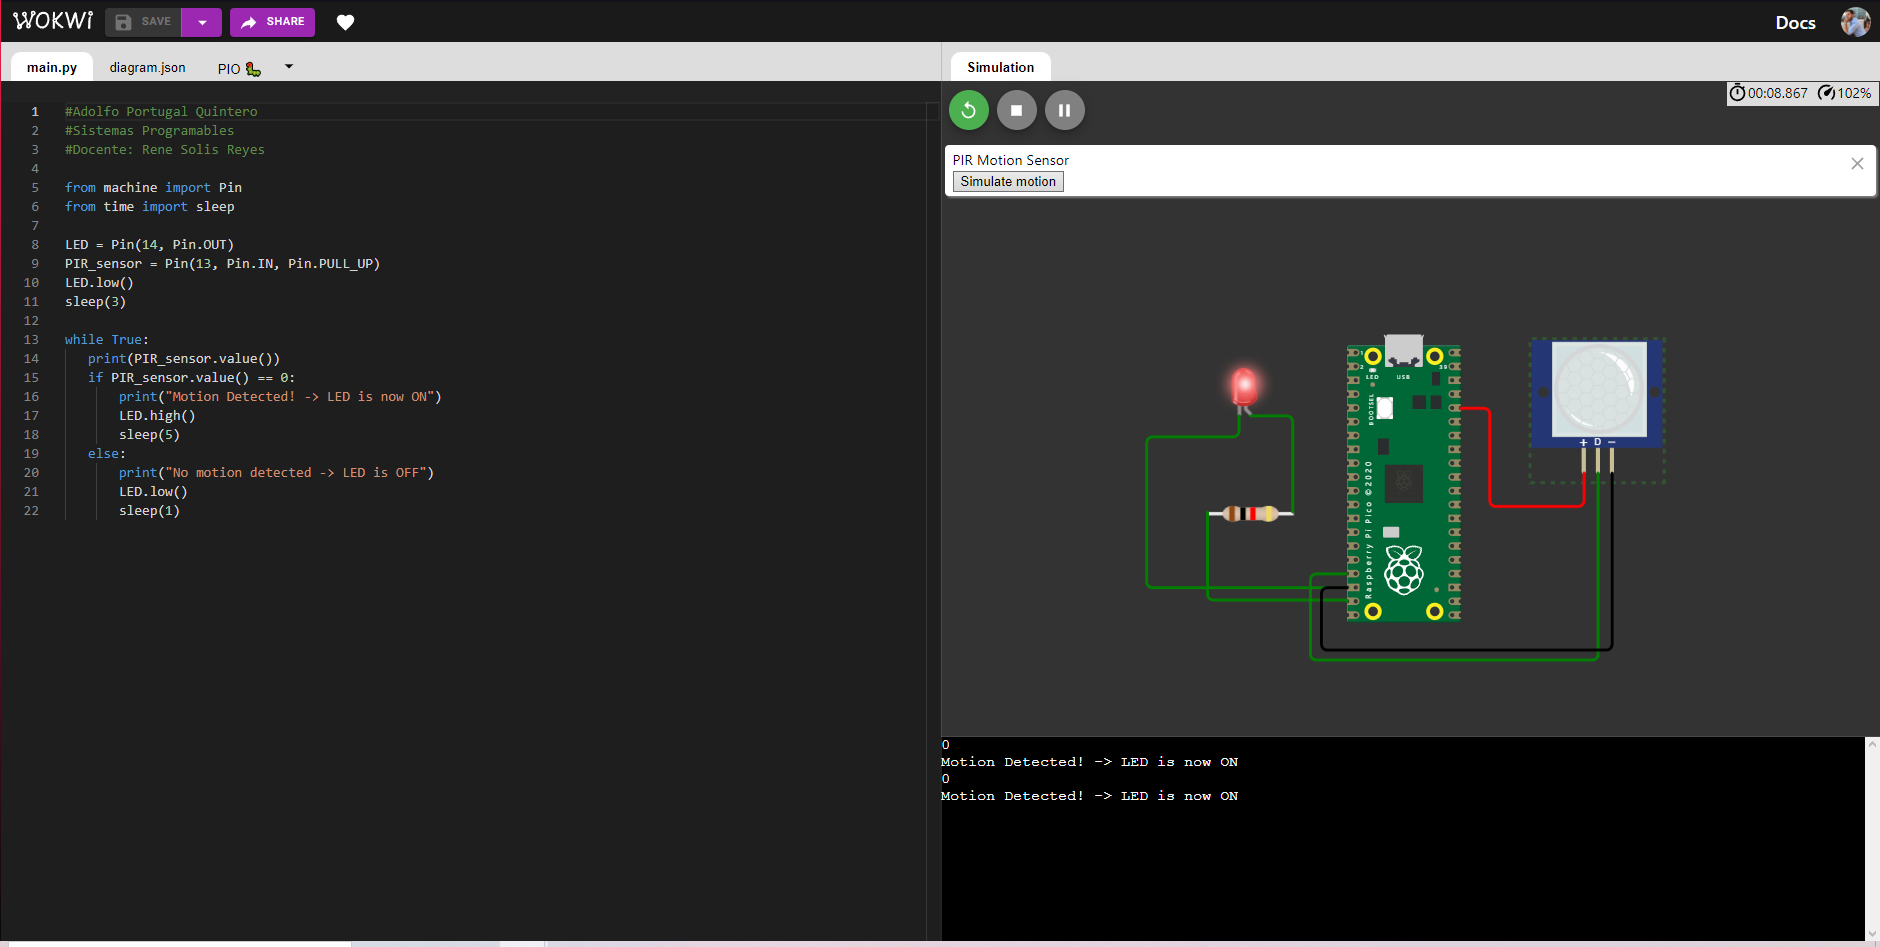 WOKWi
SAVE
SHARE
Docs
main.py
diagram.json
PIO
Simulation
1 #Adolfo Portugal Quintero
2 #Sistemas Programables
3 #Docente: Rene Solis Reyes
4
5 from machine import Pin
6 from time import sleep
7
8 LED = Pin(14, Pin.OUT)
9 PIR_sensor = Pin(13, Pin.IN, Pin.PULL_UP)
10 LED.low()
11 sleep(3)
12
13 while True:
14 print(PIR_sensor.value())
15 if PIR_sensor.value() == 0:
16 print("Motion Detected! -> LED is now ON")
17 LED.high()
18 sleep(5)
19 else:
20 print("No motion detected -> LED is OFF")
21 LED.low()
22 sleep(1)
00:08.867 102%
PIR Motion Sensor
Simulate motion
1
2
39
LED
USB
BOOTSEL
Raspberry Pi Pico ©2020
+ D −
0
Motion Detected! -> LED is now ON
0
Motion Detected! -> LED is now ON